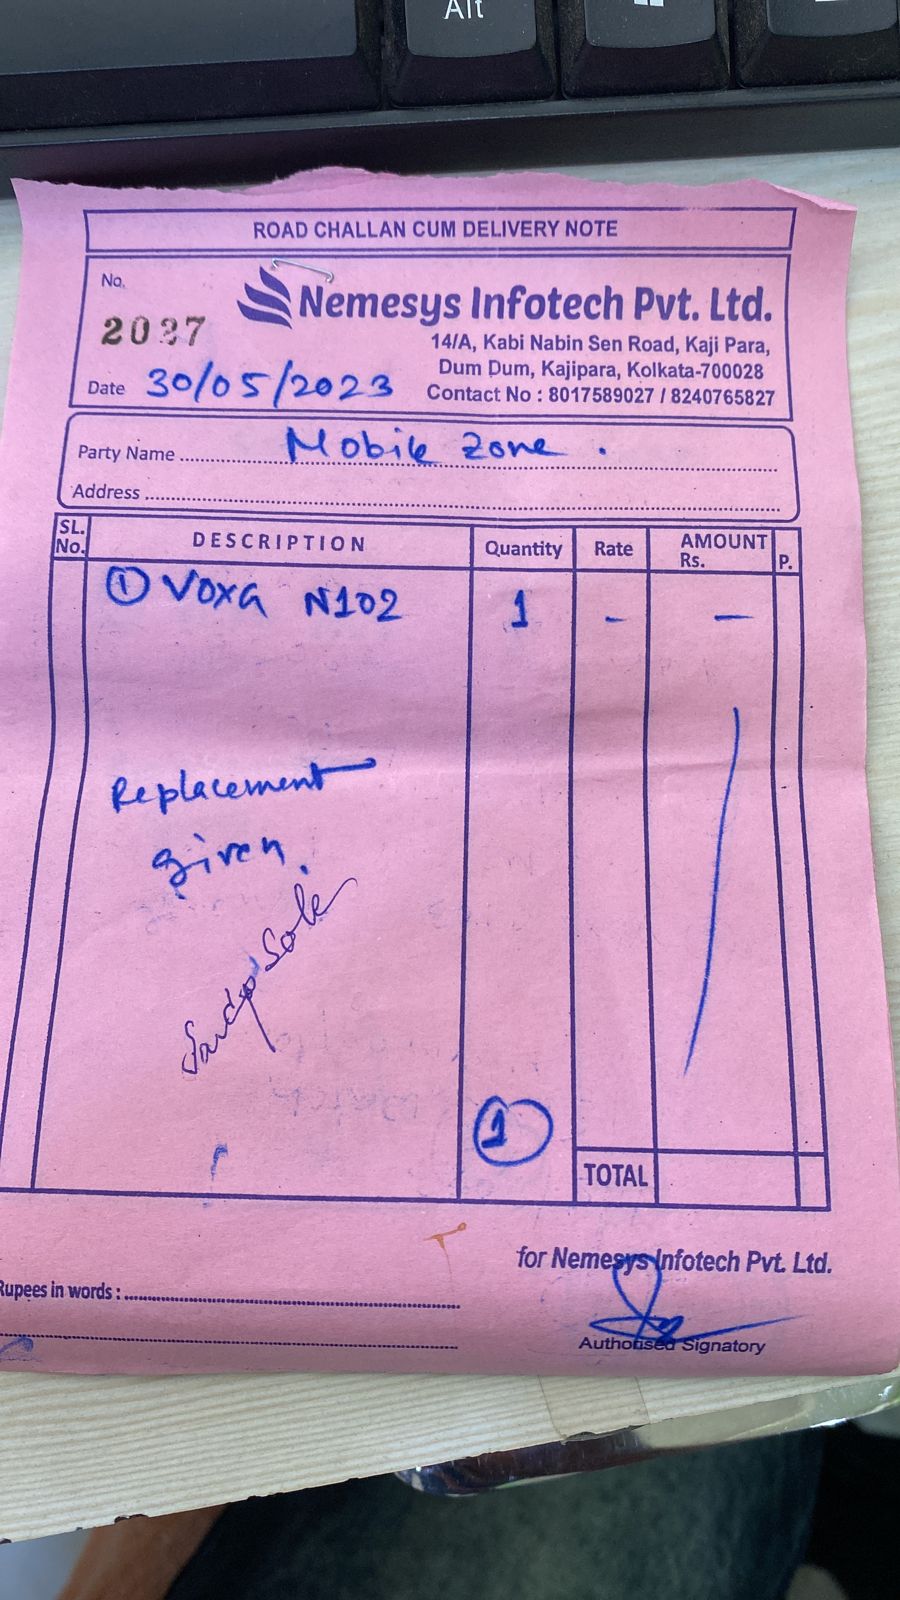 Alt
ROAD CHALLAN CUM DELIVERY NOTE
No.
2037
Nemesys Infotech Pvt. Ltd.
14/A, Kabi Nabin Sen Road, Kaji Para,
Dum Dum, Kajipara, Kolkata-700028
Contact No : 8017589027 / 8240765827
Date 30/05/2023
Party Name Mobile Zone .
Address
SL. No. DESCRIPTION Quantity Rate AMOUNT Rs. P.
① VOXA N102 1 - —
Replacement
given.
1
TOTAL
for Nemesys Infotech Pvt. Ltd.
Rupees in words :
Authorised Signatory